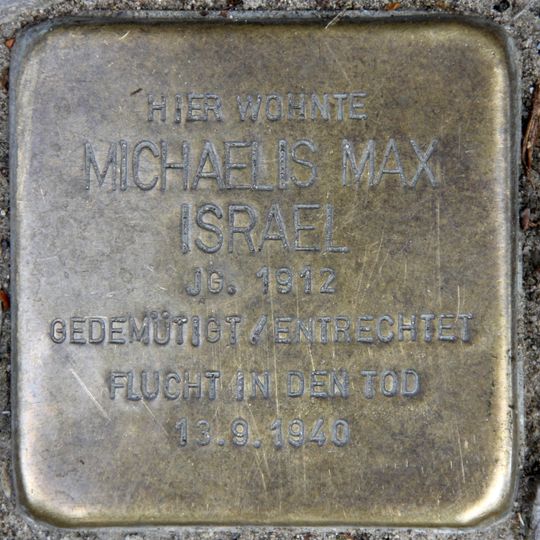 HIER WOHNTE
MICHAELIS MAX
ISRAEL
JG. 1912
GEDEMÜTIGT/ENTRECHTET
FLUCHT IN DEN TOD
13.9.1940